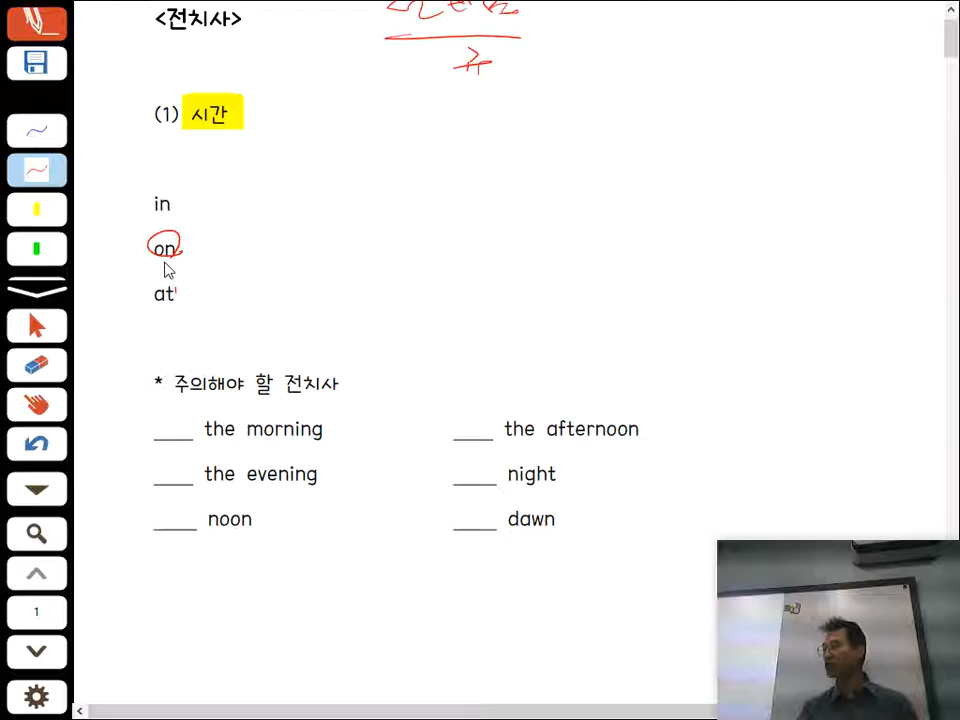 <전치사>
(1) 시간
in
on
at
* 주의해야 할 전치사
____ the morning ____ the afternoon
____ the evening ____ night
____ noon ____ dawn
1